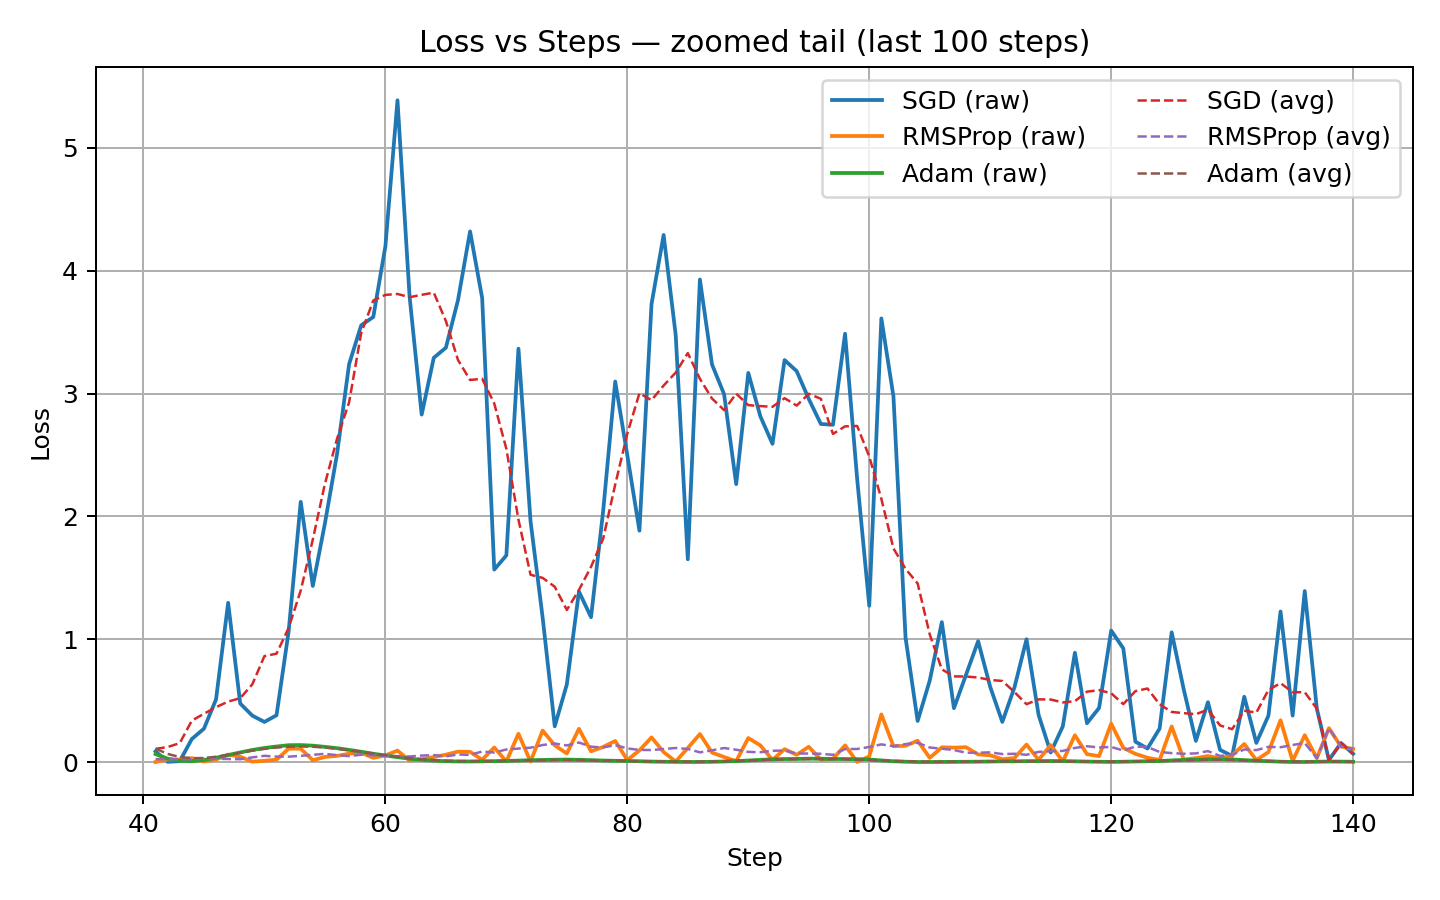 Loss vs Steps — zoomed tail (last 100 steps)
SGD (raw)
RMSProp (raw)
Adam (raw)
SGD (avg)
RMSProp (avg)
Adam (avg)
Loss
5
4
3
2
1
0
40 60 80 100 120 140
Step